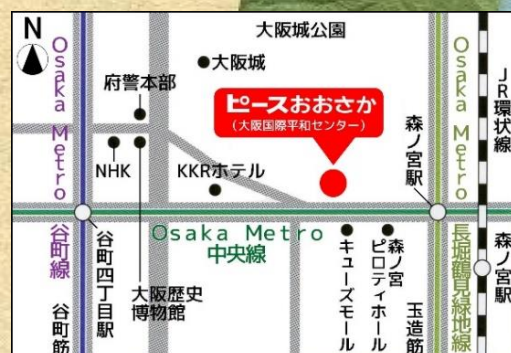 N
大阪城公園
大阪城
府警本部
ピースおおさか
(大阪国際平和センター)
NHK
KKRホテル
森ノ宮駅
Osaka Metro
谷町線
Osaka Metro
長堀鶴見緑地線
JR環状線
Osaka Metro
中央線
谷町四丁目駅
谷町筋
大阪歴史
博物館
キューズモール
森ノ宮
ピロティホール
玉造筋
森ノ宮駅